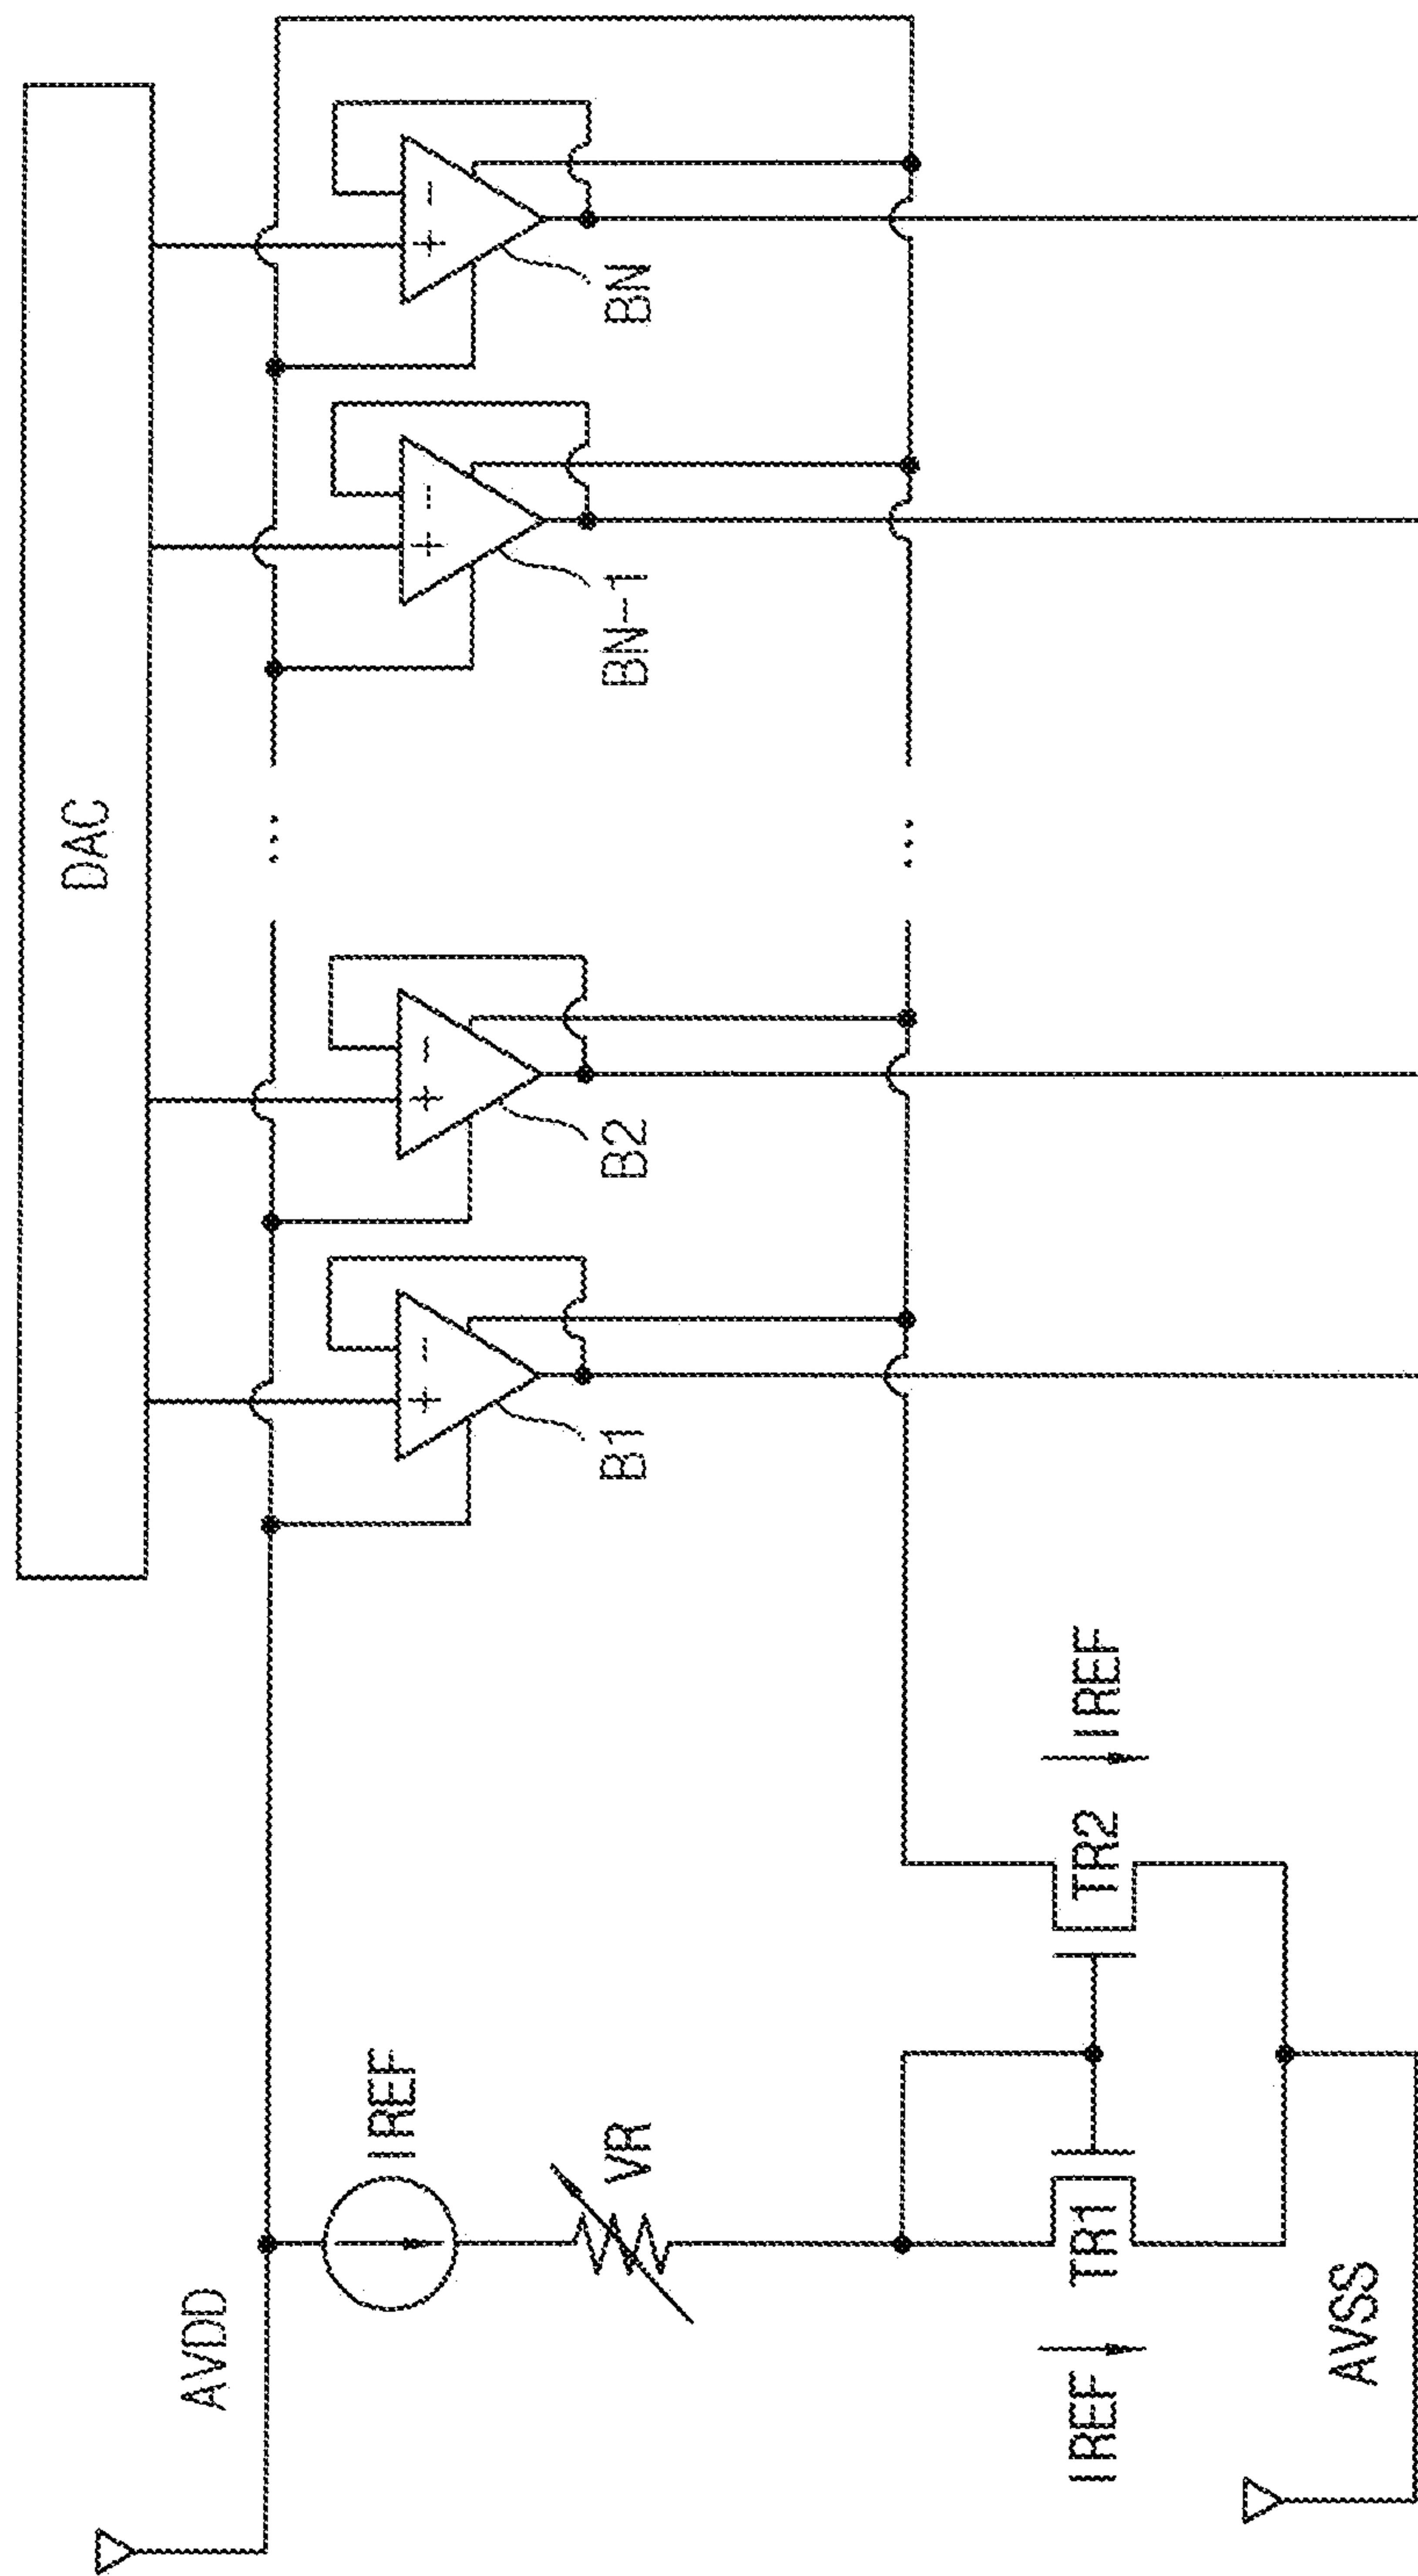 DAC
AVDD
IREF
B1
B2
BN-1
BN
VR
IREF
TR1
TR2
IREF
AVSS